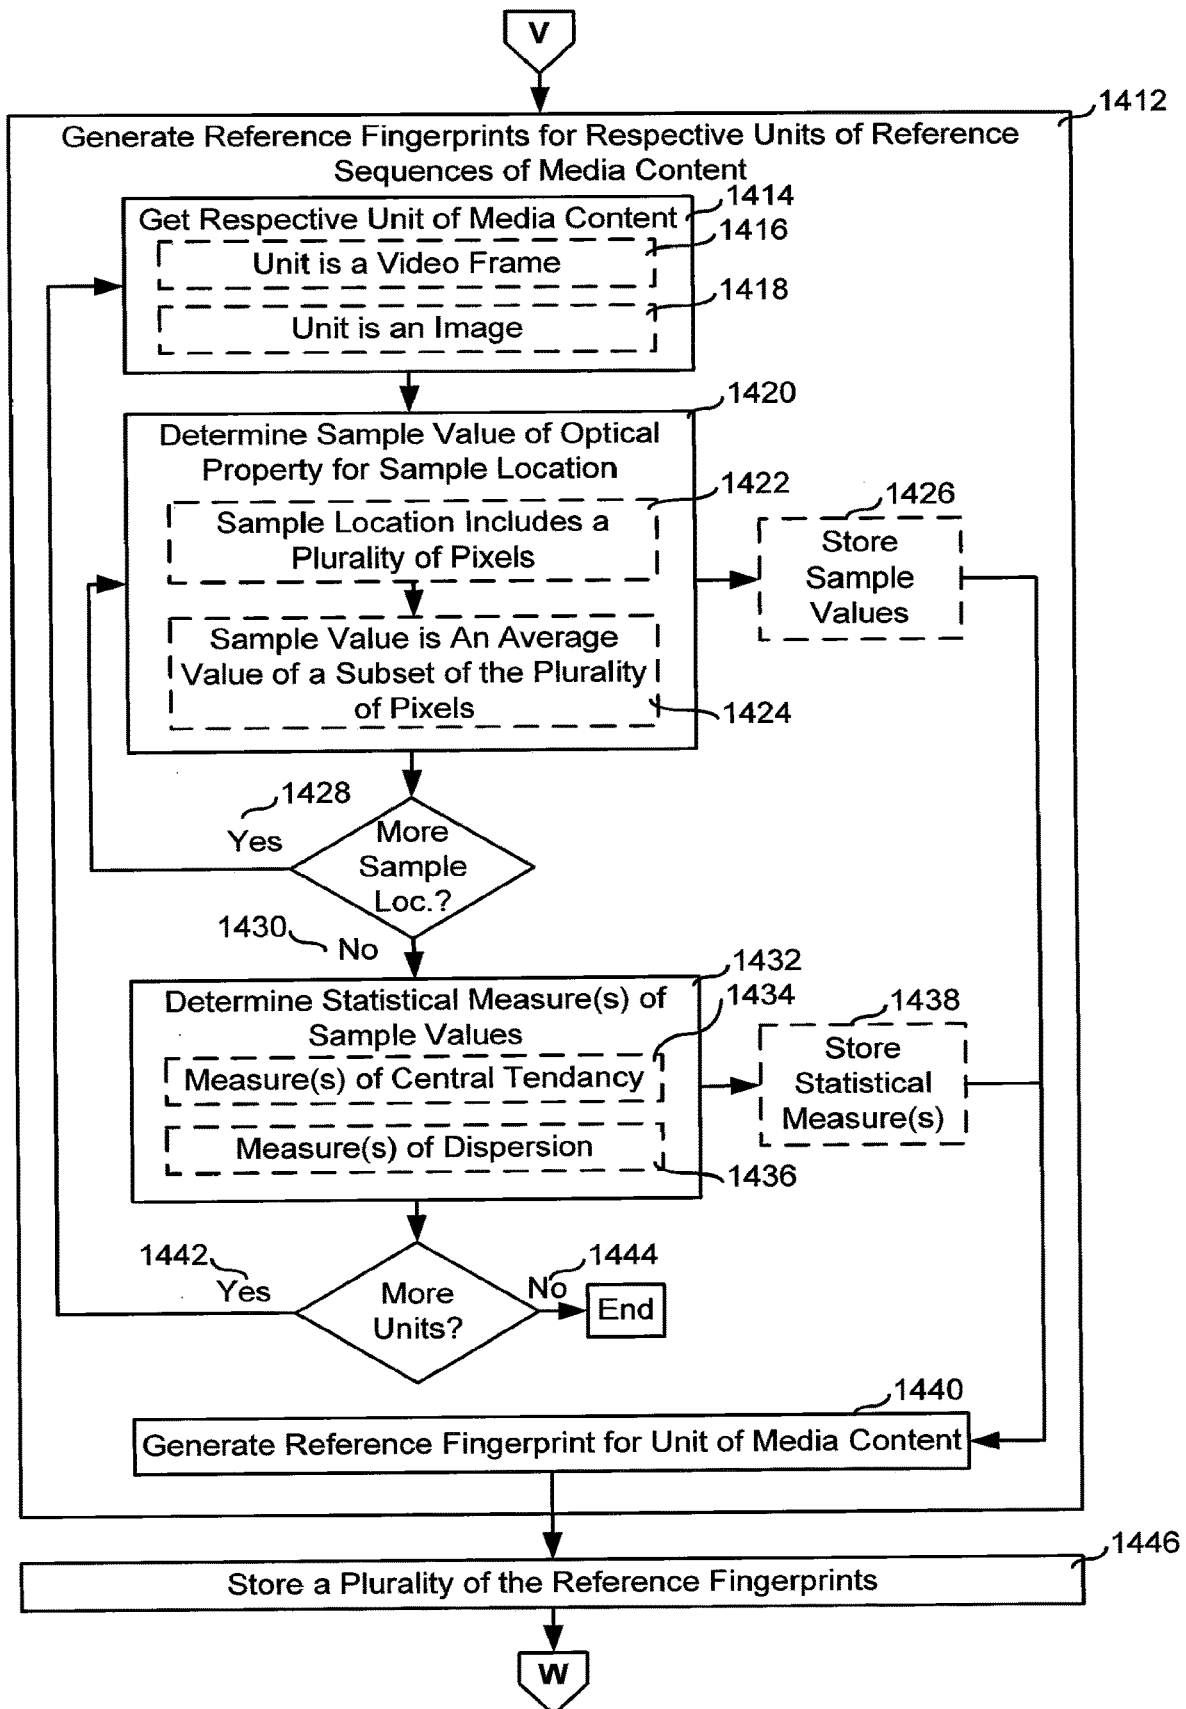 V
1412
Generate Reference Fingerprints for Respective Units of Reference
Sequences of Media Content
1414
Get Respective Unit of Media Content
1416
Unit is a Video Frame
1418
Unit is an Image
1420
Determine Sample Value of Optical
Property for Sample Location
1422
Sample Location Includes a
Plurality of Pixels
1426
Store
Sample
Values
Sample Value is An Average
Value of a Subset of the Plurality
of Pixels
1424
1428
Yes
More
Sample
Loc.?
1430
No
1432
Determine Statistical Measure(s) of
Sample Values
1434
Measure(s) of Central Tendancy
1438
Store
Statistical
Measure(s)
Measure(s) of Dispersion
1436
1442
Yes
More
Units?
1444
No
End
1440
Generate Reference Fingerprint for Unit of Media Content
1446
Store a Plurality of the Reference Fingerprints
W